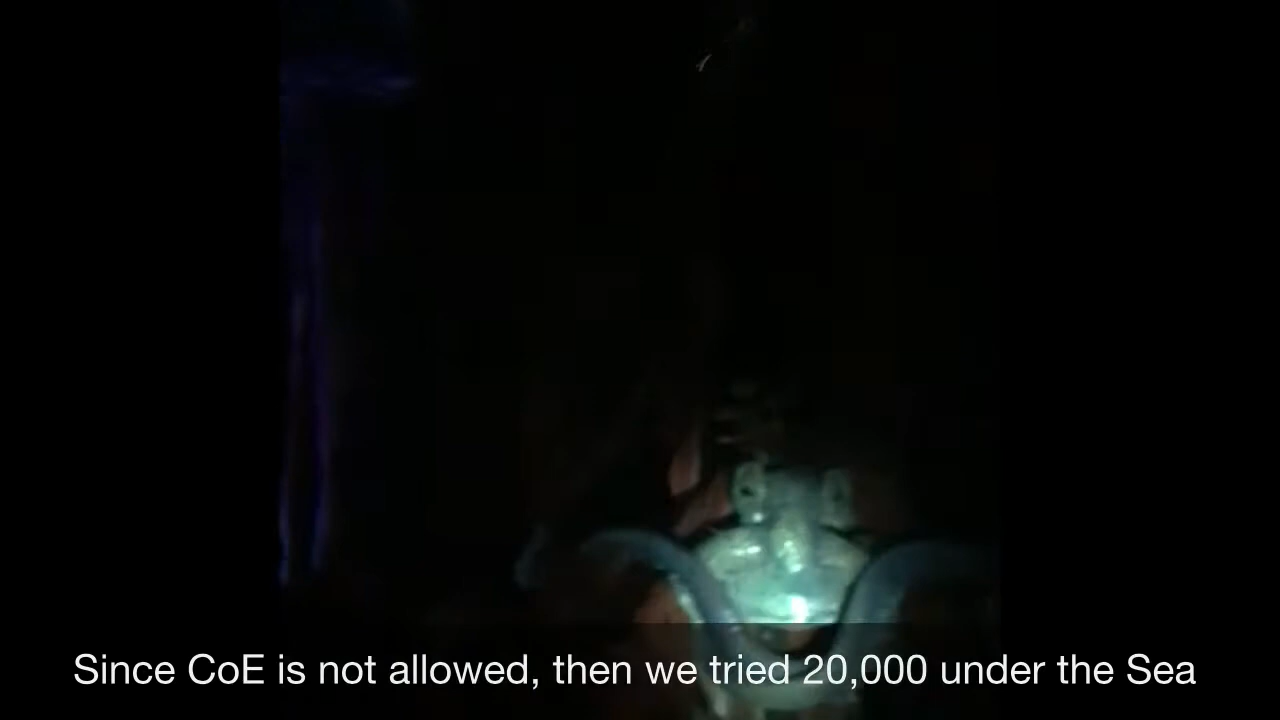 Since CoE is not allowed, then we tried 20,000 under the Sea